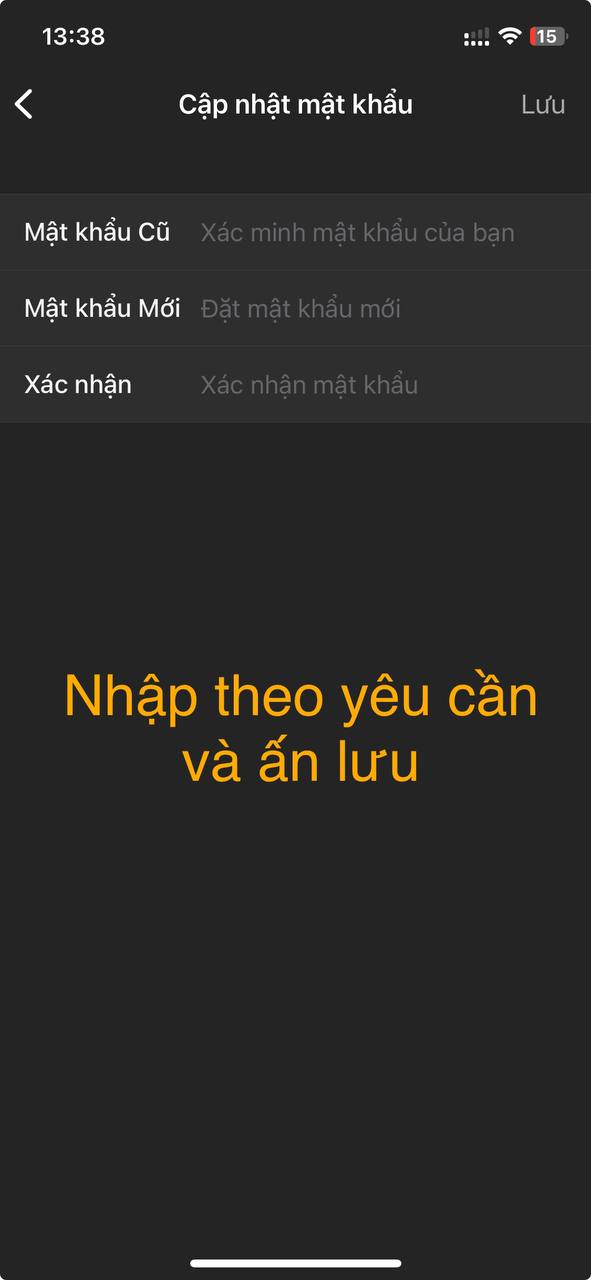 13:38
15
Cập nhật mật khẩu
Lưu
Mật khẩu Cũ Xác minh mật khẩu của bạn
Mật khẩu Mới Đặt mật khẩu mới
Xác nhận Xác nhận mật khẩu
Nhập theo yêu cần
và ấn lưu